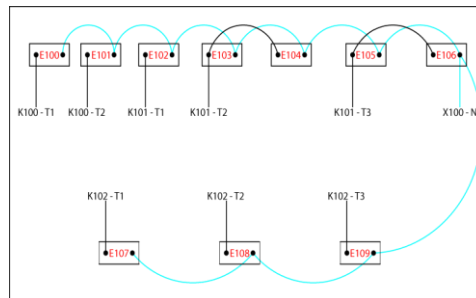 E100 E101 E102 E103 E104 E105 E106
K100 - T1 K100 - T2 K101 - T1 K101 - T2 K101 - T3 X100 - N
K102 - T1 K102 - T2 K102 - T3
E107 E108 E109